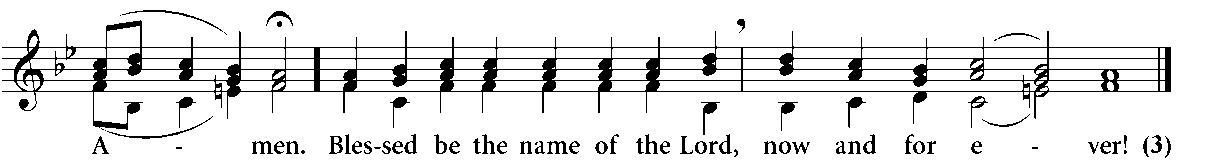 A - men. Bles-sed be the name of the Lord, now and for e - ver! (3)